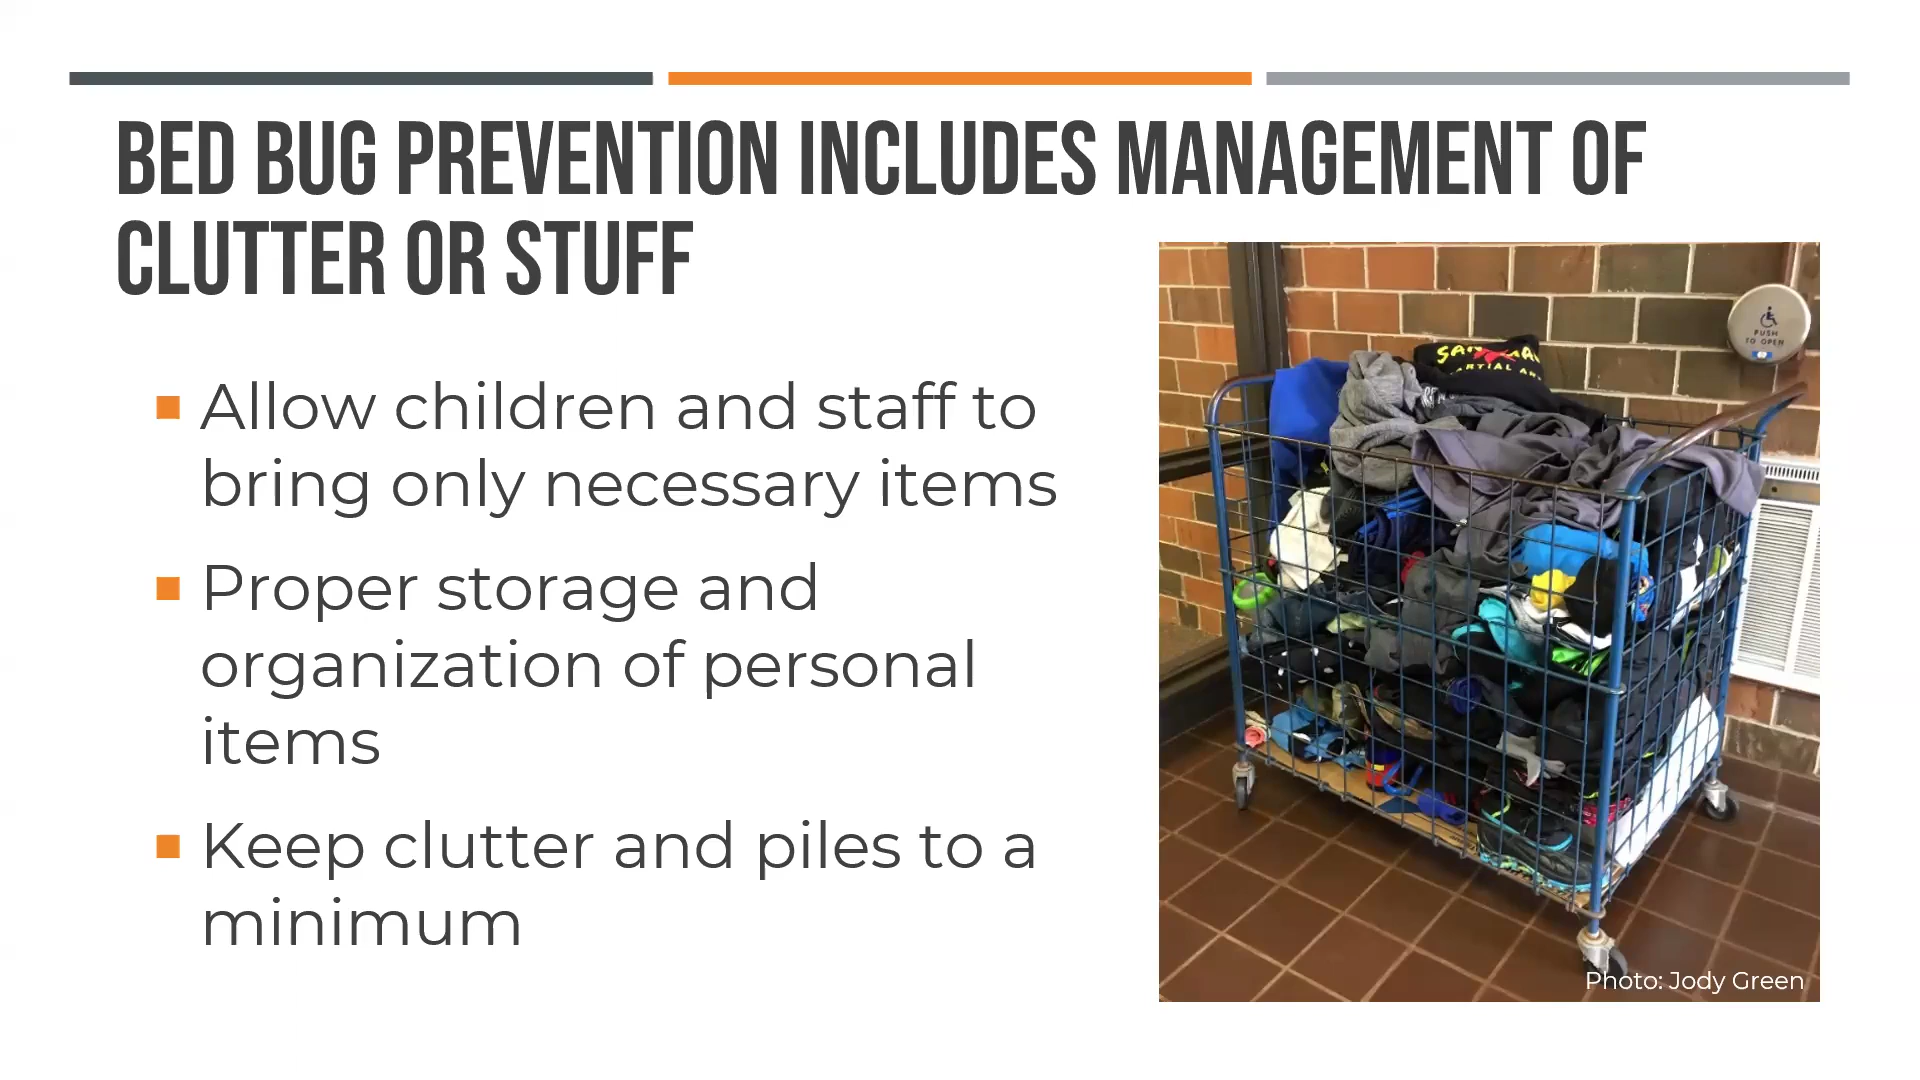 BED BUG PREVENTION INCLUDES MANAGEMENT OF
CLUTTER OR STUFF
Allow children and staff to
bring only necessary items
Proper storage and
organization of personal
items
Keep clutter and piles to a
minimum
PUSH
TO OPEN
Photo: Jody Green